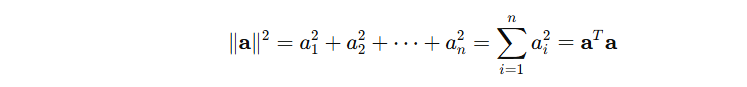 ‖𝐚‖² = a₁² + a₂² + ⋯ + aₙ² = ∑ᵢ₌₁ⁿ aᵢ² = 𝐚ᵀ𝐚